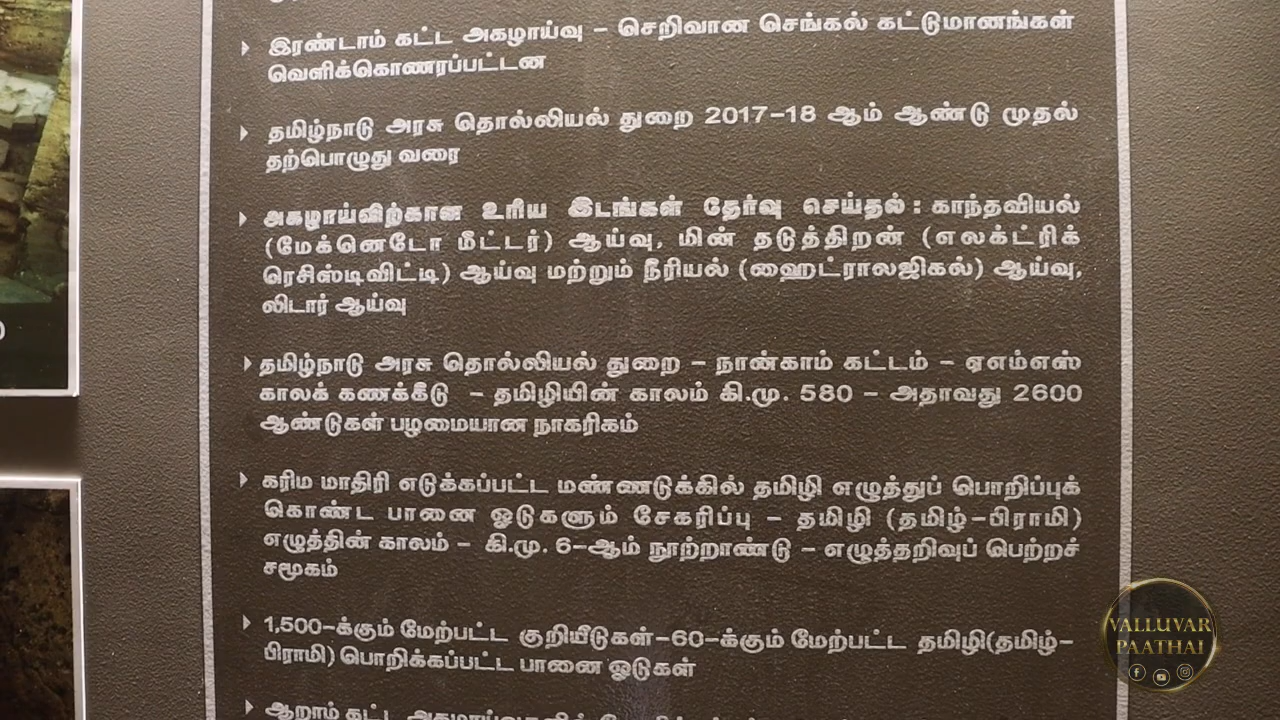 இரண்டாம் கட்ட அகழாய்வு – செறிவான செங்கல் கட்டுமானங்கள்
வெளிக்கொணரப்பட்டன
தமிழ்நாடு அரசு தொல்லியல் துறை 2017–18 ஆம் ஆண்டு முதல்
தற்பொழுது வரை
அகழாய்விற்கான உரிய இடங்கள் தேர்வு செய்தல் : காந்தவியல்
(மேக்னெடோ மீட்டர்) ஆய்வு, மின் தடுத்திறன் (எலக்ட்ரிக்
ரெசிஸ்டிவிட்டி) ஆய்வு மற்றும் நீரியல் (ஹைட்ராலஜிகல்) ஆய்வு,
லிடார் ஆய்வு
தமிழ்நாடு அரசு தொல்லியல் துறை – நான்காம் கட்டம் – ஏஎம்எஸ்
காலக் கணக்கீடு – தமிழியின் காலம் கி.மு. 580 – அதாவது 2600
ஆண்டுகள் பழமையான நாகரிகம்
கரிம மாதிரி எடுக்கப்பட்ட மண்ணடுக்கில் தமிழி எழுத்துப் பொறிப்புக்
கொண்ட பானை ஓடுகளும் சேகரிப்பு – தமிழி (தமிழ்–பிராமி)
எழுத்தின் காலம் – கி.மு. 6–ஆம் நூற்றாண்டு – எழுத்தறிவுப் பெற்றச்
சமூகம்
1,500–க்கும் மேற்பட்ட குறியீடுகள்–60–க்கும் மேற்பட்ட தமிழி(தமிழ்–
பிராமி) பொறிக்கப்பட்ட பானை ஓடுகள்
ஆறாம் கட்ட
VALLUVAR
PAATHAI